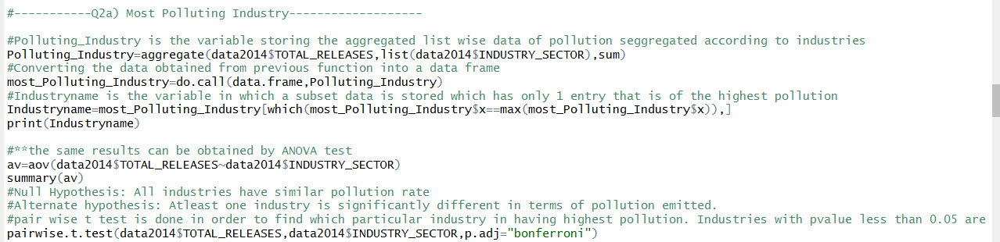 #-----------Q2a) Most Polluting Industry-------------------
#Polluting_Industry is the variable storing the aggregated list wise data of pollution seggregated according to industries
Polluting_Industry=aggregate(data2014$TOTAL_RELEASES,list(data2014$INDUSTRY_SECTOR),sum)
#Converting the data obtained from previous function into a data frame
most_Polluting_Industry=do.call(data.frame,Polluting_Industry)
#Industryname is the variable in which a subset data is stored which has only 1 entry that is of the highest pollution
Industryname=most_Polluting_Industry[which(most_Polluting_Industry$x==max(most_Polluting_Industry$x)),]
print(Industryname)
#**the same results can be obtained by ANOVA test
av=aov(data2014$TOTAL_RELEASES~data2014$INDUSTRY_SECTOR)
summary(av)
#Null Hypothesis: All industries have similar pollution rate
#Alternate hypothesis: Atleast one industry is significantly different in terms of pollution emitted.
#pair wise t test is done in order to find which particular industry in having highest pollution. Industries with pvalue less than 0.05 are
pairwise.t.test(data2014$TOTAL_RELEASES,data2014$INDUSTRY_SECTOR,p.adj="bonferroni")